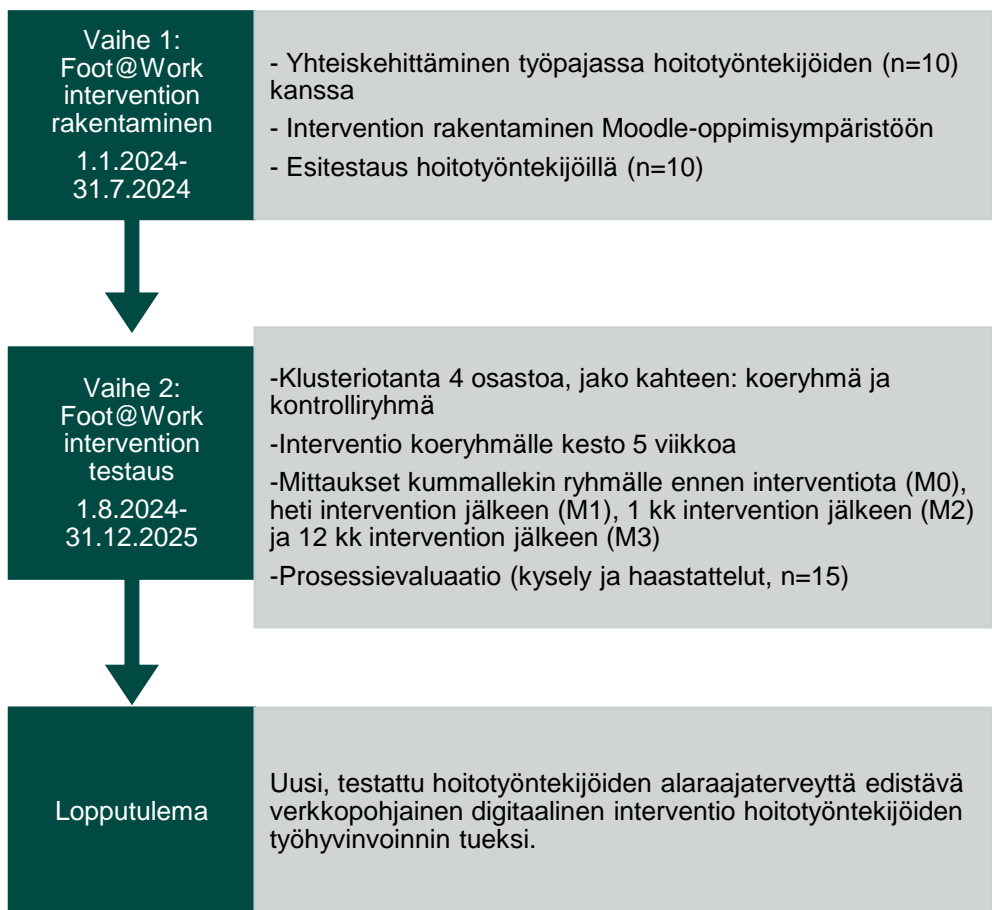 Vaihe 1:
Foot@Work
intervention
rakentaminen
1.1.2024-
31.7.2024
- Yhteiskehittäminen työpajassa hoitotyöntekijöiden (n=10)
kanssa
- Intervention rakentaminen Moodle-oppimisympäristöön
- Esitestaus hoitotyöntekijöillä (n=10)
Vaihe 2:
Foot@Work
intervention
testaus
1.8.2024-
31.12.2025
-Klusteriotanta 4 osastoa, jako kahteen: koeryhmä ja
kontrolliryhmä
-Interventio koeryhmälle kesto 5 viikkoa
-Mittaukset kummallekin ryhmälle ennen interventiota (M0),
heti intervention jälkeen (M1), 1 kk intervention jälkeen (M2)
ja 12 kk intervention jälkeen (M3)
-Prosessievaluaatio (kysely ja haastattelut, n=15)
Lopputulema
Uusi, testattu hoitotyöntekijöiden alaraajaterveyttä edistävä
verkkopohjainen digitaalinen interventio hoitotyöntekijöiden
työhyvinvoinnin tueksi.